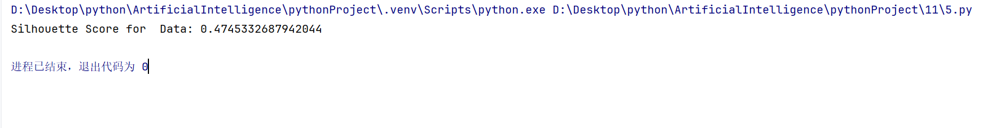 D:\Desktop\python\ArtificialIntelligence\pythonProject\.venv\Scripts\python.exe D:\Desktop\python\ArtificialIntelligence\pythonProject\11\5.py
Silhouette Score for  Data: 0.4745332687942044
进程已结束，退出代码为 0